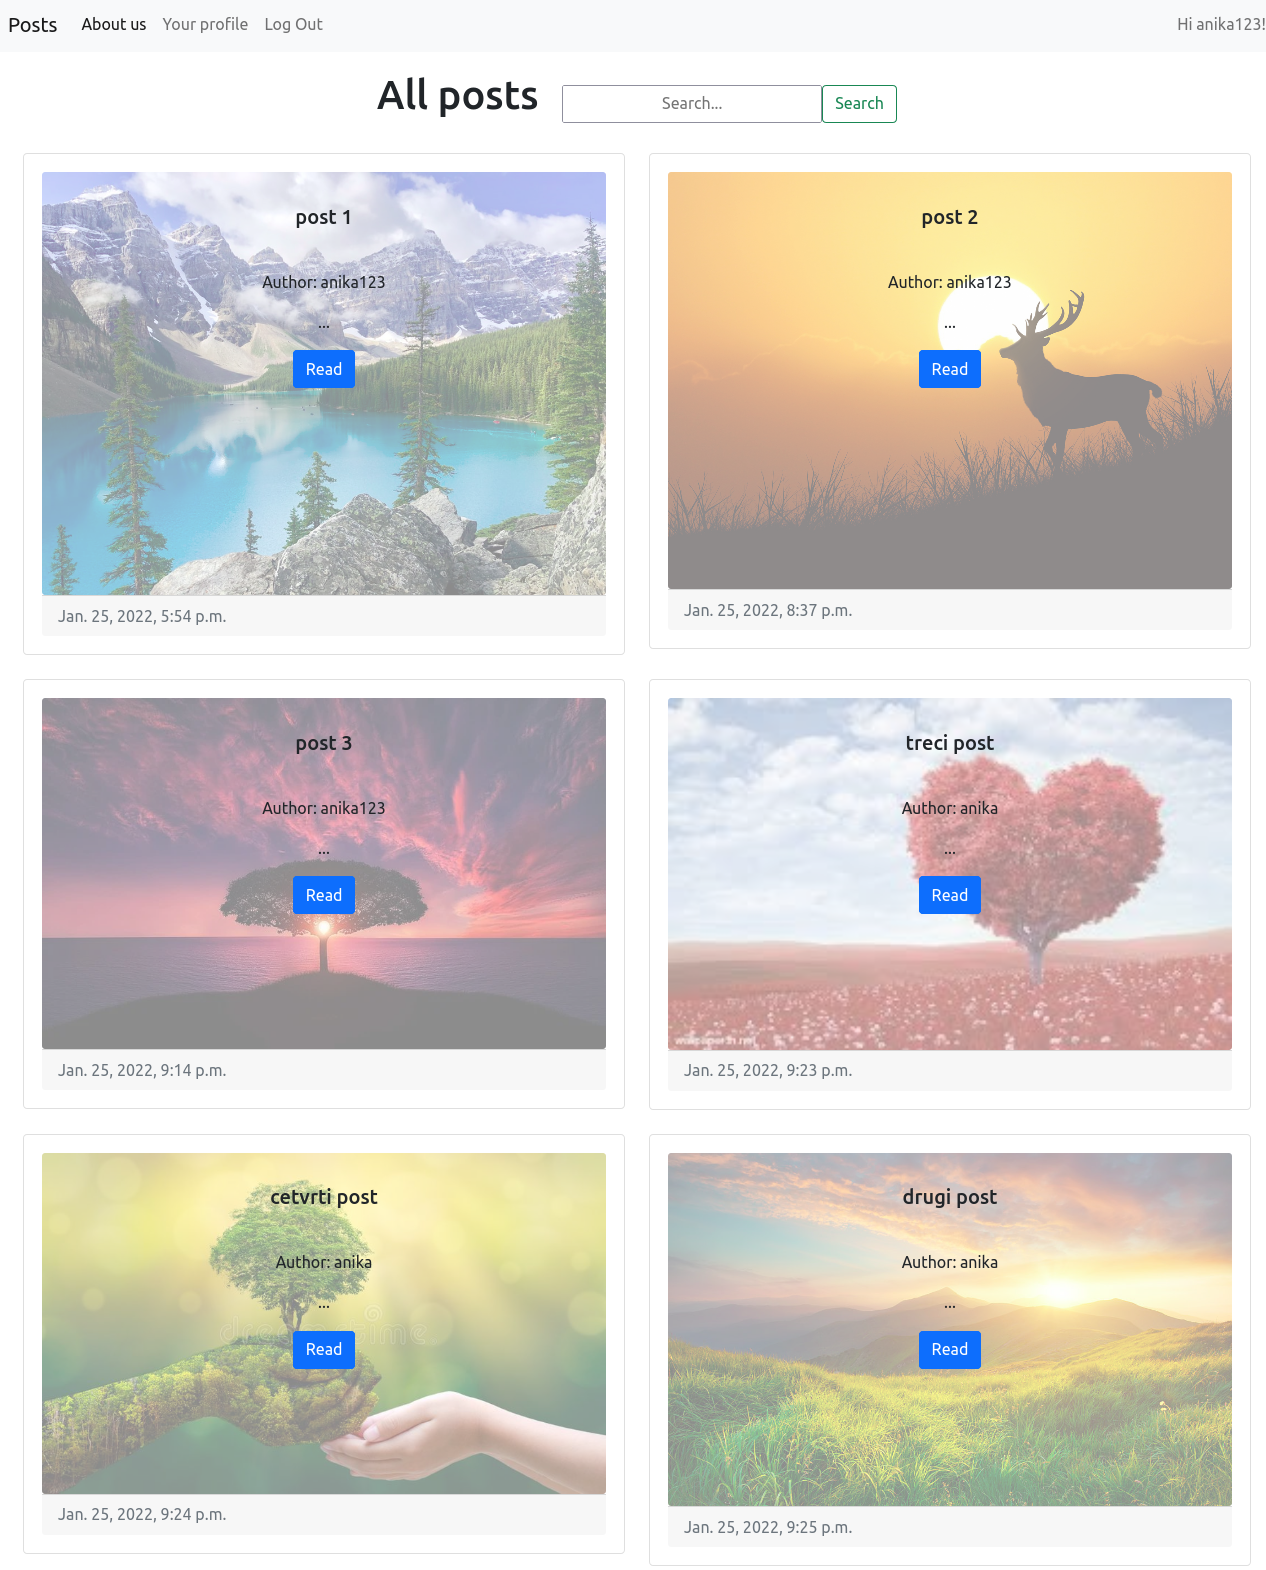 Posts About us Your profile Log Out Hi anika123!
All posts Search... Search
post 1
Author: anika123
...
Read
Jan. 25, 2022, 5:54 p.m.
post 2
Author: anika123
...
Read
Jan. 25, 2022, 8:37 p.m.
post 3
Author: anika123
...
Read
Jan. 25, 2022, 9:14 p.m.
treci post
Author: anika
...
Read
Jan. 25, 2022, 9:23 p.m.
cetvrti post
Author: anika
...
Read
Jan. 25, 2022, 9:24 p.m.
drugi post
Author: anika
...
Read
Jan. 25, 2022, 9:25 p.m.